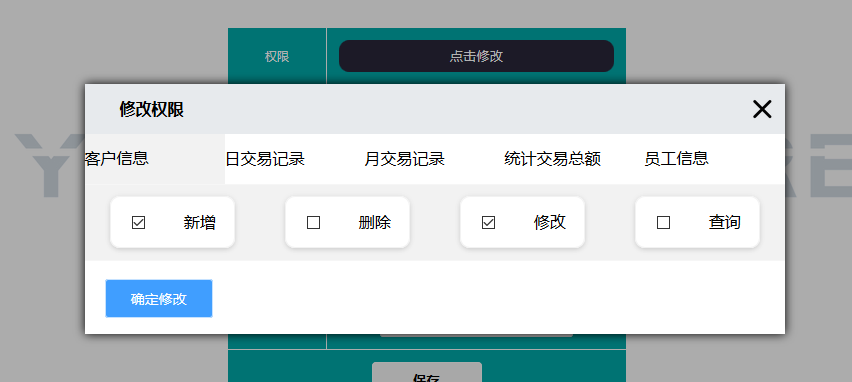 权限
点击修改
修改权限
客户信息 日交易记录 月交易记录 统计交易总额 员工信息
新增 删除 修改 查询
确定修改
保存